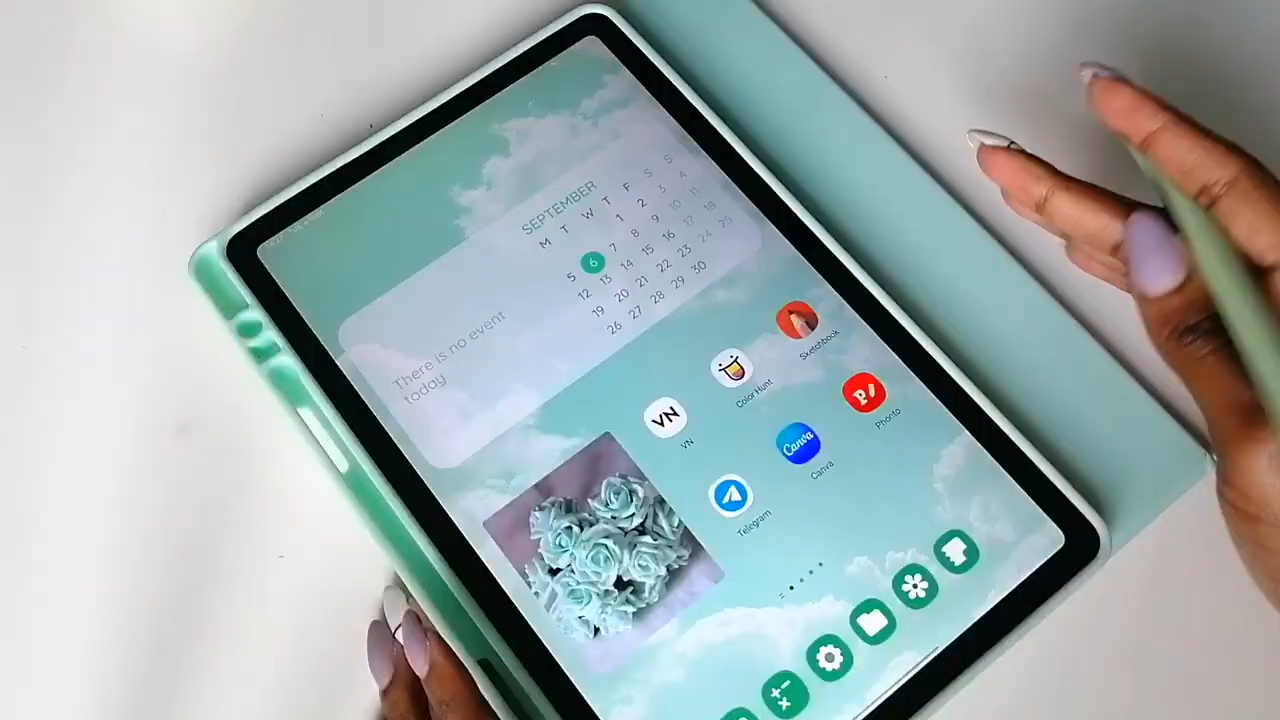 SEPTEMBER
M T W T F S S
1 2 3 4
5 6 7 8 9 10 11
12 13 14 15 16 17 18
19 20 21 22 23 24 25
26 27 28 29 30
There is no event
today
VN
VN
Color Hunt
Sketchbook
Telegram
Canva
Canva
P
Phonto